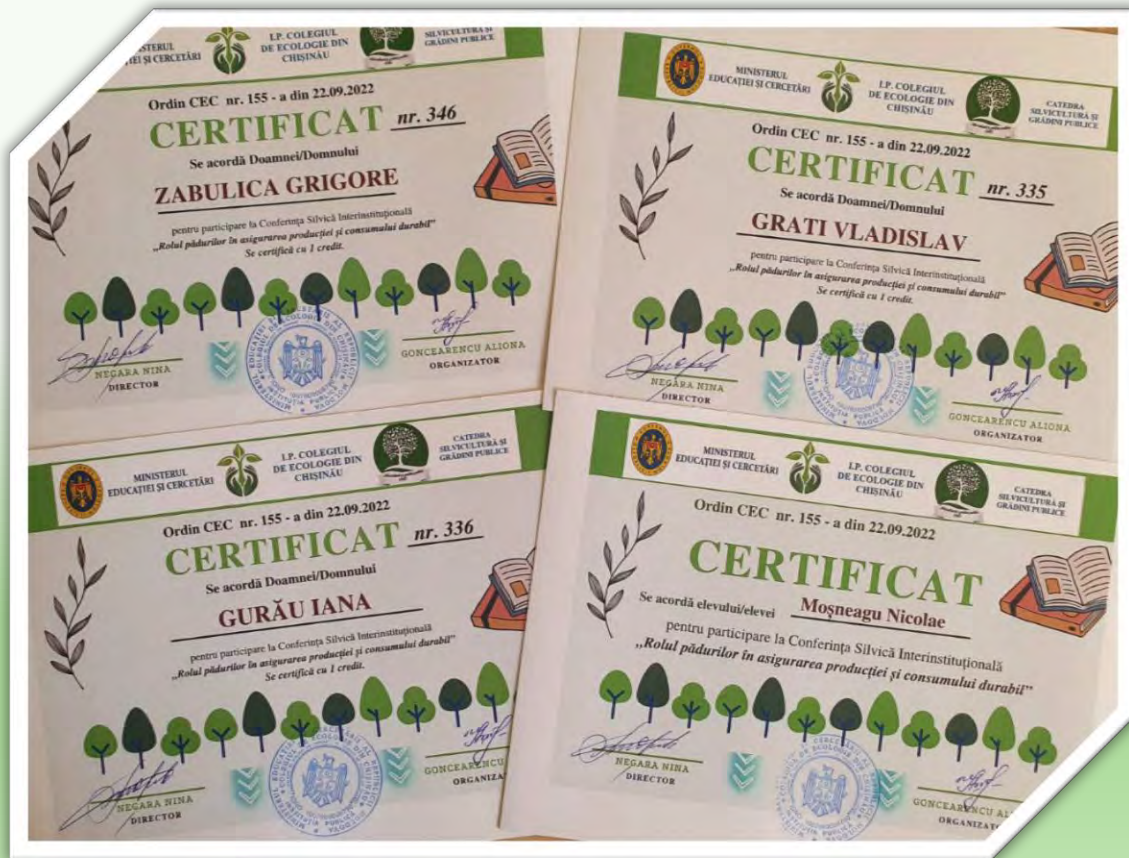 MINISTERUL
EDUCAȚIEI ȘI CERCETĂRI
I.P. COLEGIUL
DE ECOLOGIE DIN
CHIȘINĂU
SILVICULTURA ȘI
GRĂDINI PUBLICE
Ordin CEC nr. 155 - a din 22.09.2022
CERTIFICAT nr. 346
Se acordă Doamnei/Domnului
ZABULICA GRIGORE
pentru participare la Conferința Silvică Interinstituțională
„Rolul pădurilor în asigurarea producției și consumului durabil”
Se certifică cu 1 credit.
NEGARA NINA
DIRECTOR
GONCEARENCU ALIONA
ORGANIZATOR
MINISTERUL
EDUCAȚIEI ȘI CERCETĂRI
I.P. COLEGIUL
DE ECOLOGIE DIN
CHIȘINĂU
CATEDRA
SILVICULTURĂ ȘI
GRĂDINI PUBLICE
Ordin CEC nr. 155 - a din 22.09.2022
CERTIFICAT nr. 335
Se acordă Doamnei/Domnului
GRATI VLADISLAV
pentru participare la Conferința Silvică Interinstituțională
„Rolul pădurilor în asigurarea producției și consumului durabil”
Se certifică cu 1 credit.
NEGARA NINA
DIRECTOR
GONCEARENCU ALIONA
ORGANIZATOR
MINISTERUL
EDUCAȚIEI ȘI CERCETĂRI
I.P. COLEGIUL
DE ECOLOGIE DIN
CHIȘINĂU
CATEDRA
SILVICULTURĂ ȘI
GRĂDINI PUBLICE
Ordin CEC nr. 155 - a din 22.09.2022
CERTIFICAT nr. 336
Se acordă Doamnei/Domnului
GURĂU IANA
pentru participare la Conferința Silvică Interinstituțională
„Rolul pădurilor în asigurarea producției și consumului durabil”
Se certifică cu 1 credit.
NEGARA NINA
DIRECTOR
GONCEARENCU
ORGANIZA
MINISTERUL
EDUCAȚIEI ȘI CERCETĂRI
I.P. COLEGIUL
DE ECOLOGIE DIN
CHIȘINĂU
CATEDRA
SILVICULTURĂ ȘI
GRĂDINI PUBLICE
Ordin CEC nr. 155 - a din 22.09.2022
CERTIFICAT
Se acordă elevului/elevei Moșneagu Nicolae
pentru participare la Conferința Silvică Interinstituțională
„Rolul pădurilor în asigurarea producției și consumului durabil”
NEGARA NINA
DIRECTOR
GONCEARENCU ALIONA
ORGANIZATOR